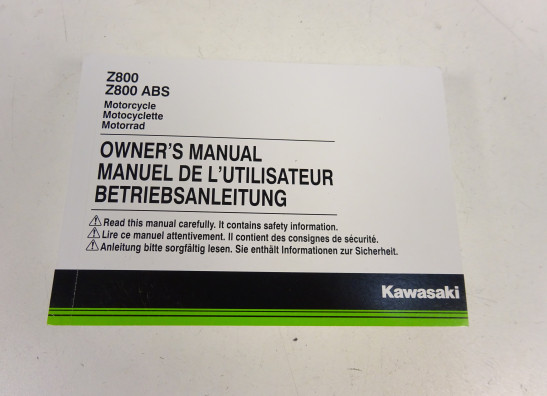 Z800
Z800 ABS
Motorcycle
Motocyclette
Motorrad
OWNER'S MANUAL
MANUEL DE L'UTILISATEUR
BETRIEBSANLEITUNG
⚠ Read this manual carefully. It contains safety information.
⚠ Lire ce manuel attentivement. Il contient des consignes de sécurité.
⚠ Anleitung bitte sorgfältig lesen. Sie enthält Informationen zur Sicherheit.
Kawasaki